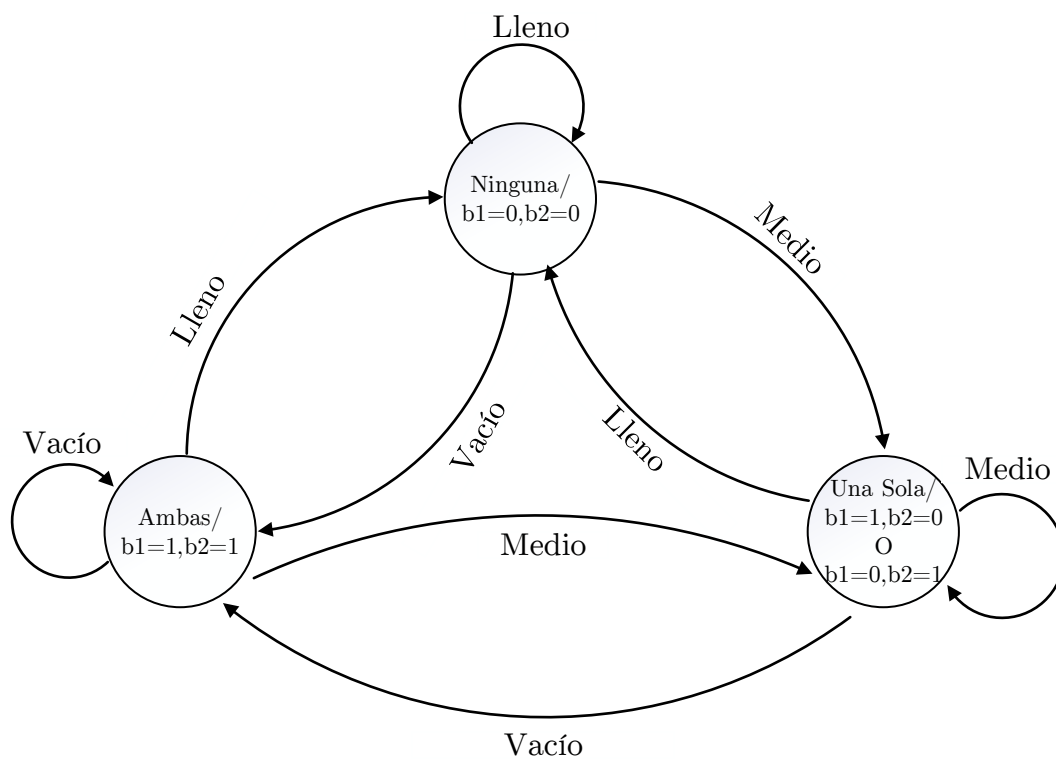 Lleno
Ninguna/
b1=0,b2=0
Medio
Lleno
Vacío
Lleno
Vacío
Ambas/
b1=1,b2=1
Medio
Una Sola/
b1=1,b2=0
O
b1=0,b2=1
Medio
Vacío